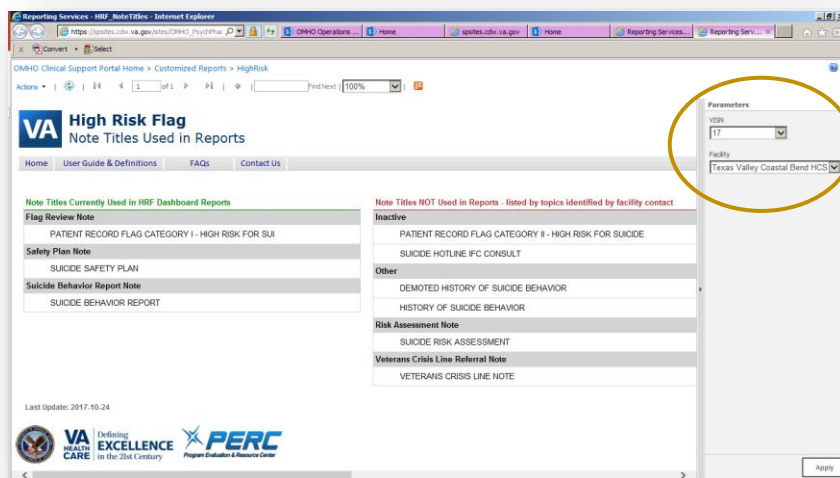 Reporting Services - HRF_NoteTitles - Internet Explorer
https://spsites.cdw.va.gov/sites/OMHO_PsychPhar
OMHO Operations ...
Home
spsites.cdw.va.gov
Home
Reporting Services...
Reporting Serv...
x Convert Select
OMHO Clinical Support Portal Home > Customized Reports > HighRisk
Actions 1 of 1 Find Next 100%
VA High Risk Flag
Note Titles Used in Reports
Home User Guide & Definitions FAQs Contact Us
Note Titles Currently Used in HRF Dashboard Reports
Flag Review Note
PATIENT RECORD FLAG CATEGORY I - HIGH RISK FOR SUI
Safety Plan Note
SUICIDE SAFETY PLAN
Suicide Behavior Report Note
SUICIDE BEHAVIOR REPORT
Note Titles NOT Used in Reports - listed by topics identified by facility contact
Inactive
PATIENT RECORD FLAG CATEGORY II - HIGH RISK FOR SUICIDE
SUICIDE HOTLINE IFC CONSULT
Other
DEMOTED HISTORY OF SUICIDE BEHAVIOR
HISTORY OF SUICIDE BEHAVIOR
Risk Assessment Note
SUICIDE RISK ASSESSMENT
Veterans Crisis Line Referral Note
VETERANS CRISIS LINE NOTE
Parameters
VISN
17
Facility
Texas Valley Coastal Bend HCS
Last Update: 2017-10-24
VA
HEALTH
CARE
Defining
EXCELLENCE
in the 21st Century
PERC
Program Evaluation & Resource Center
Apply